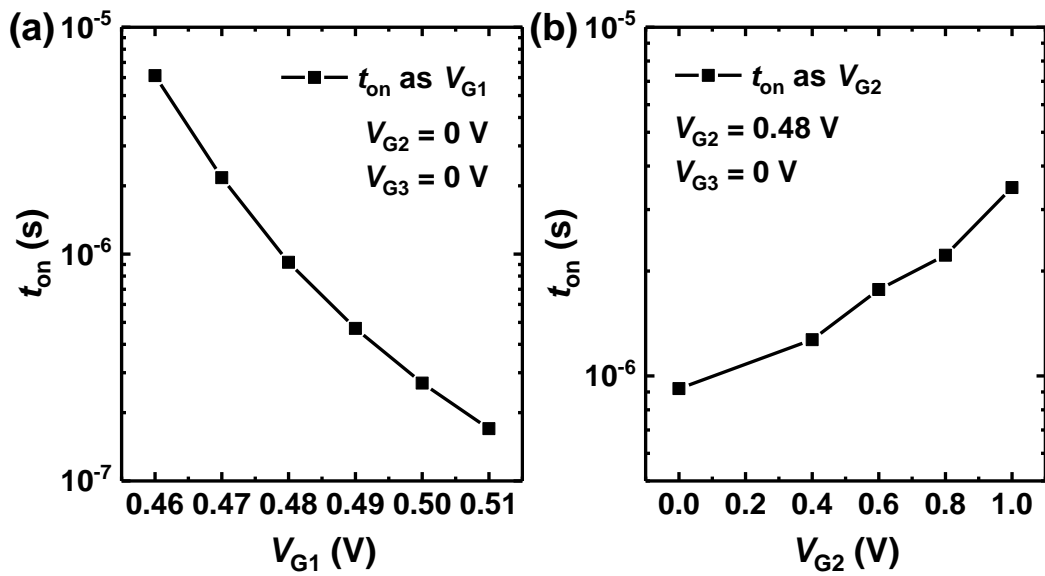 (a)
10⁻⁵
10⁻⁶
10⁻⁷
t_on (s)
t_on as V_G1
V_G2 = 0 V
V_G3 = 0 V
0.46 0.47 0.48 0.49 0.50 0.51
V_G1 (V)
(b)
10⁻⁵
10⁻⁶
t_on (s)
t_on as V_G2
V_G2 = 0.48 V
V_G3 = 0 V
0.0 0.4 0.6 0.8 1.0
V_G2 (V)